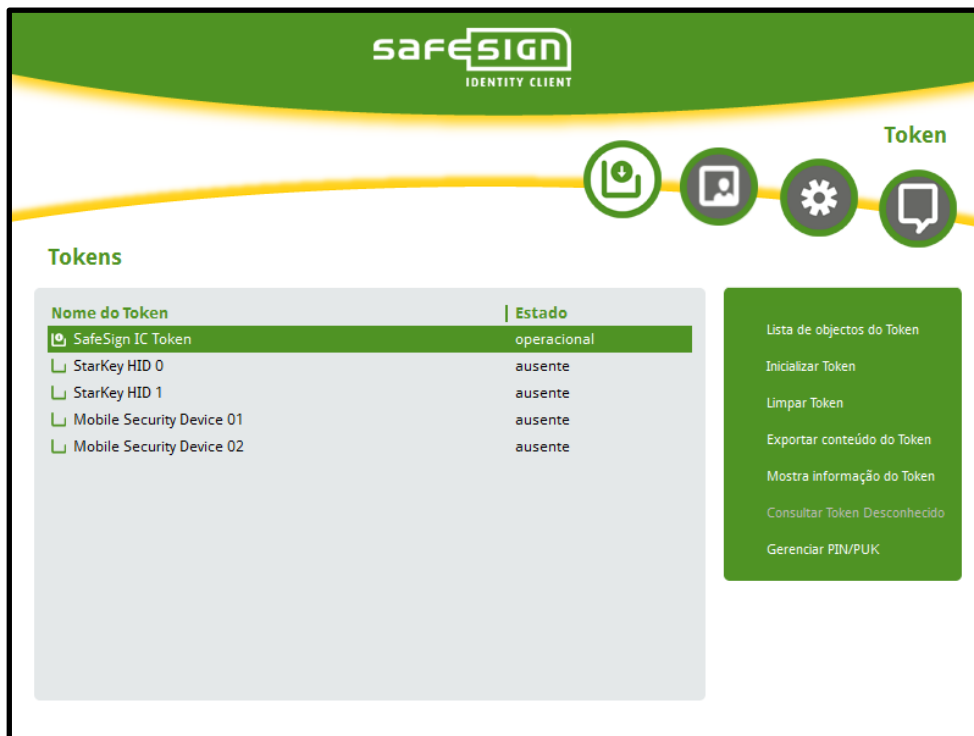 safesign
IDENTITY CLIENT
Token
Tokens
Nome do Token Estado
SafeSign IC Token operacional
StarKey HID 0 ausente
StarKey HID 1 ausente
Mobile Security Device 01 ausente
Mobile Security Device 02 ausente
Lista de objectos do Token
Inicializar Token
Limpar Token
Exportar conteúdo do Token
Mostra informação do Token
Consultar Token Desconhecido
Gerenciar PIN/PUK